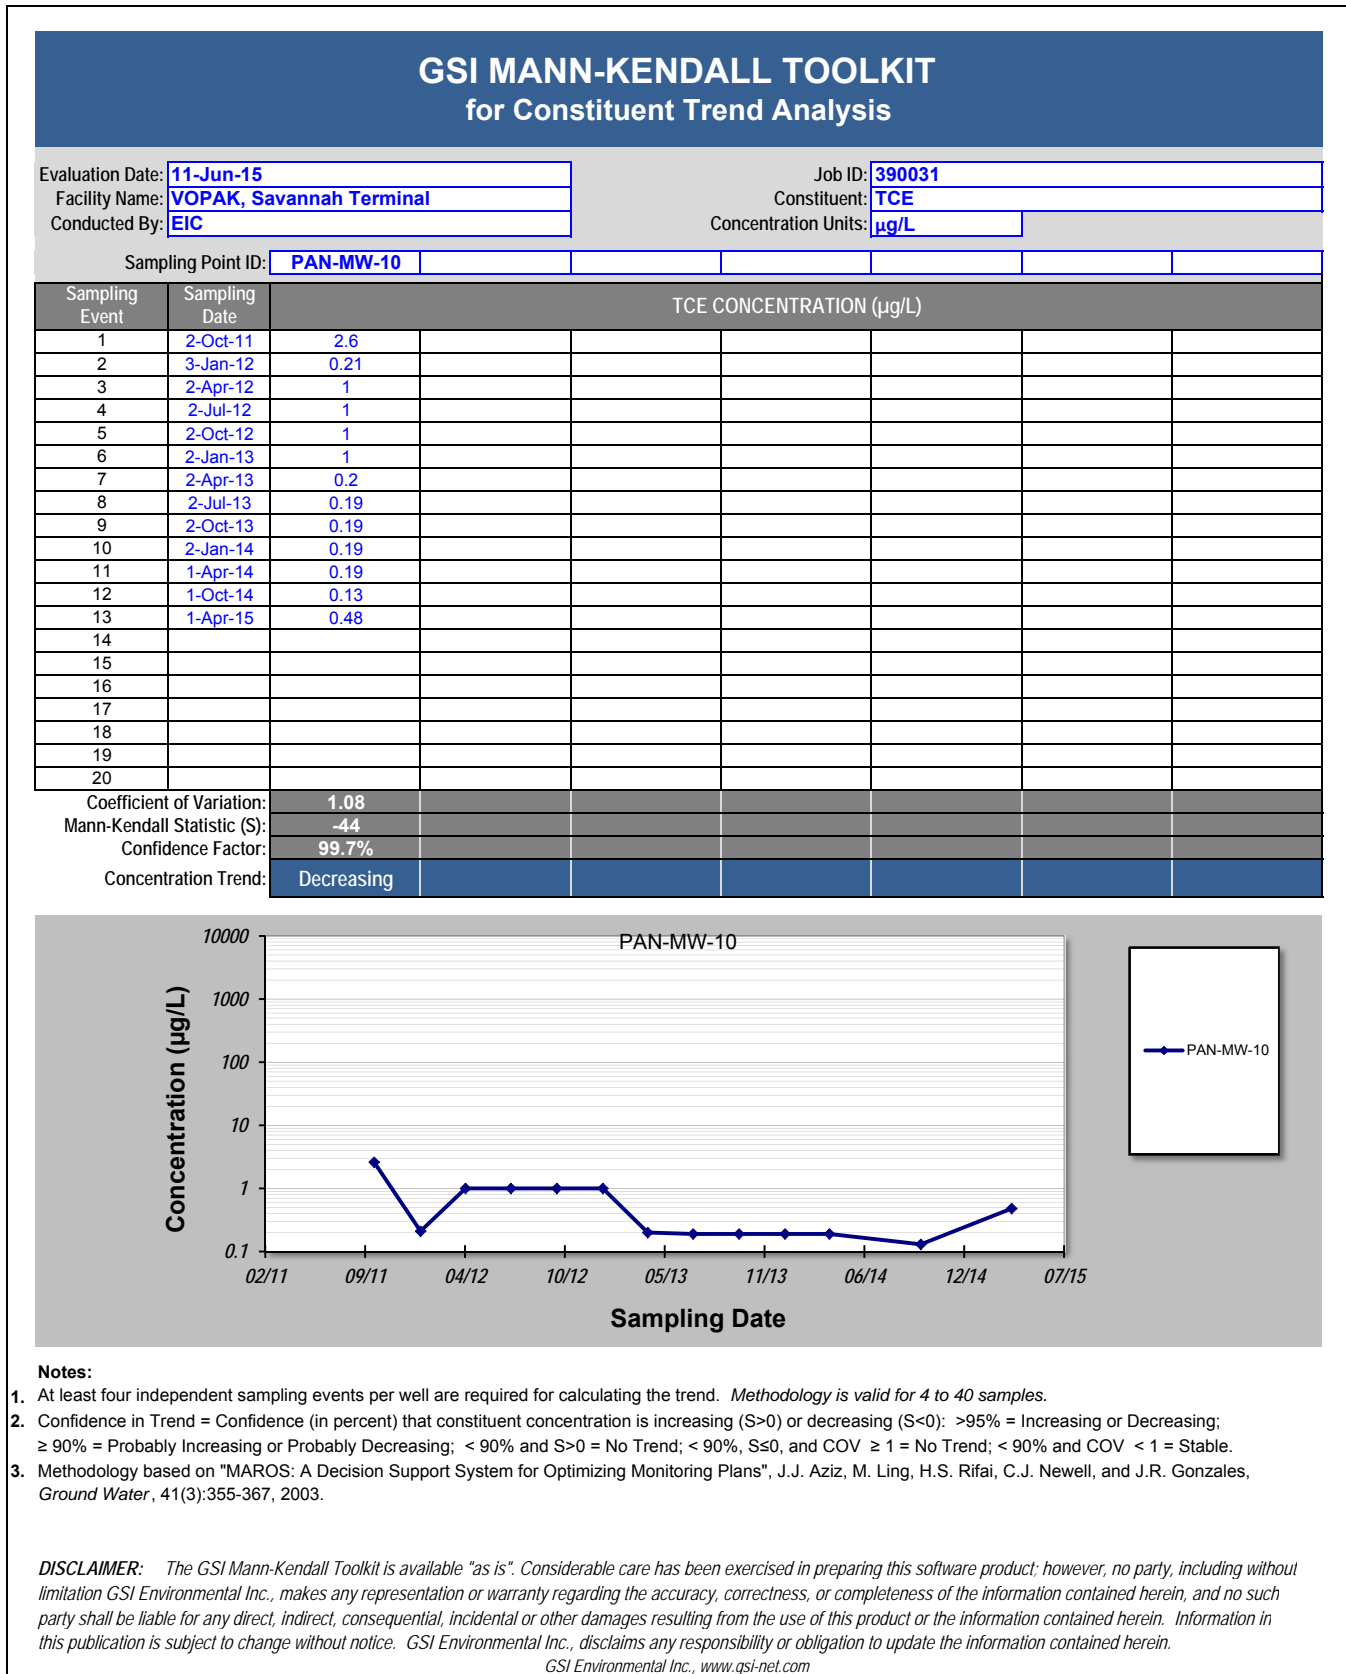 GSI MANN-KENDALL TOOLKIT
for Constituent Trend Analysis
Evaluation Date: 11-Jun-15 Job ID: 390031
Facility Name: VOPAK, Savannah Terminal Constituent: TCE
Conducted By: EIC Concentration Units: µg/L
Sampling Point ID: PAN-MW-10
Sampling Event Sampling Date TCE CONCENTRATION (µg/L)
1 2-Oct-11 2.6
2 3-Jan-12 0.21
3 2-Apr-12 1
4 2-Jul-12 1
5 2-Oct-12 1
6 2-Jan-13 1
7 2-Apr-13 0.2
8 2-Jul-13 0.19
9 2-Oct-13 0.19
10 2-Jan-14 0.19
11 1-Apr-14 0.19
12 1-Oct-14 0.13
13 1-Apr-15 0.48
14
15
16
17
18
19
20
Coefficient of Variation: 1.08
Mann-Kendall Statistic (S): -44
Confidence Factor: 99.7%
Concentration Trend: Decreasing
PAN-MW-10
Concentration (µg/L)
10000
1000
100
10
1
0.1
02/11 09/11 04/12 10/12 05/13 11/13 06/14 12/14 07/15
Sampling Date
PAN-MW-10
Notes:
1. At least four independent sampling events per well are required for calculating the trend. Methodology is valid for 4 to 40 samples.
2. Confidence in Trend = Confidence (in percent) that constituent concentration is increasing (S>0) or decreasing (S<0): >95% = Increasing or Decreasing;
≥ 90% = Probably Increasing or Probably Decreasing; < 90% and S>0 = No Trend; < 90%, S≤0, and COV ≥ 1 = No Trend; < 90% and COV < 1 = Stable.
3. Methodology based on "MAROS: A Decision Support System for Optimizing Monitoring Plans", J.J. Aziz, M. Ling, H.S. Rifai, C.J. Newell, and J.R. Gonzales,
Ground Water, 41(3):355-367, 2003.
DISCLAIMER: The GSI Mann-Kendall Toolkit is available "as is". Considerable care has been exercised in preparing this software product; however, no party, including without
limitation GSI Environmental Inc., makes any representation or warranty regarding the accuracy, correctness, or completeness of the information contained herein, and no such
party shall be liable for any direct, indirect, consequential, incidental or other damages resulting from the use of this product or the information contained herein. Information in
this publication is subject to change without notice. GSI Environmental Inc., disclaims any responsibility or obligation to update the information contained herein.
GSI Environmental Inc., www.gsi-net.com